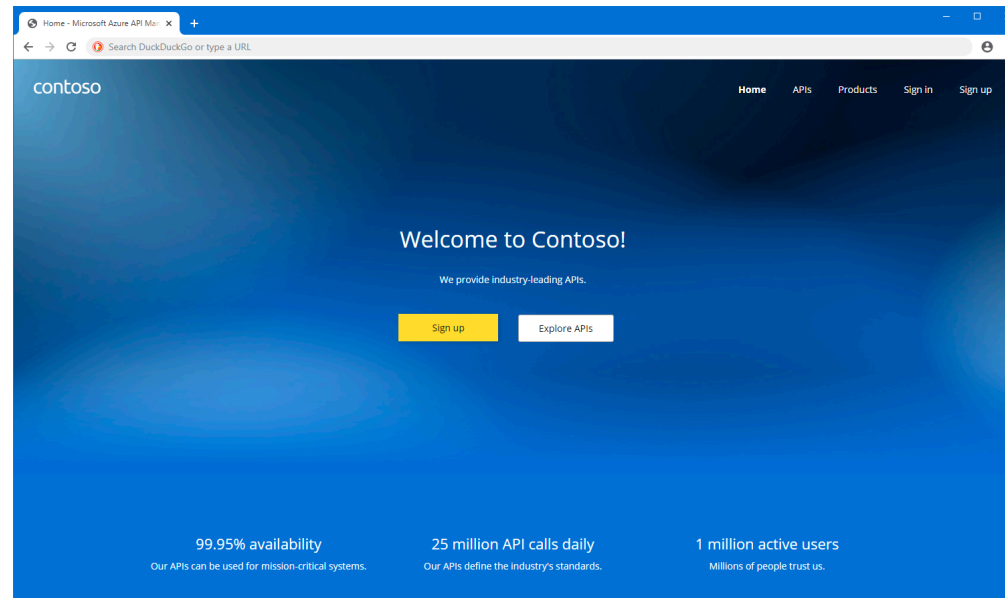 Home - Microsoft Azure API Mar
Search DuckDuckGo or type a URL
contoso
Home APIs Products Sign in Sign up
Welcome to Contoso!
We provide industry-leading APIs.
Sign up Explore APIs
99.95% availability 25 million API calls daily 1 million active users
Our APIs can be used for mission-critical systems. Our APIs define the industry's standards. Millions of people trust us.